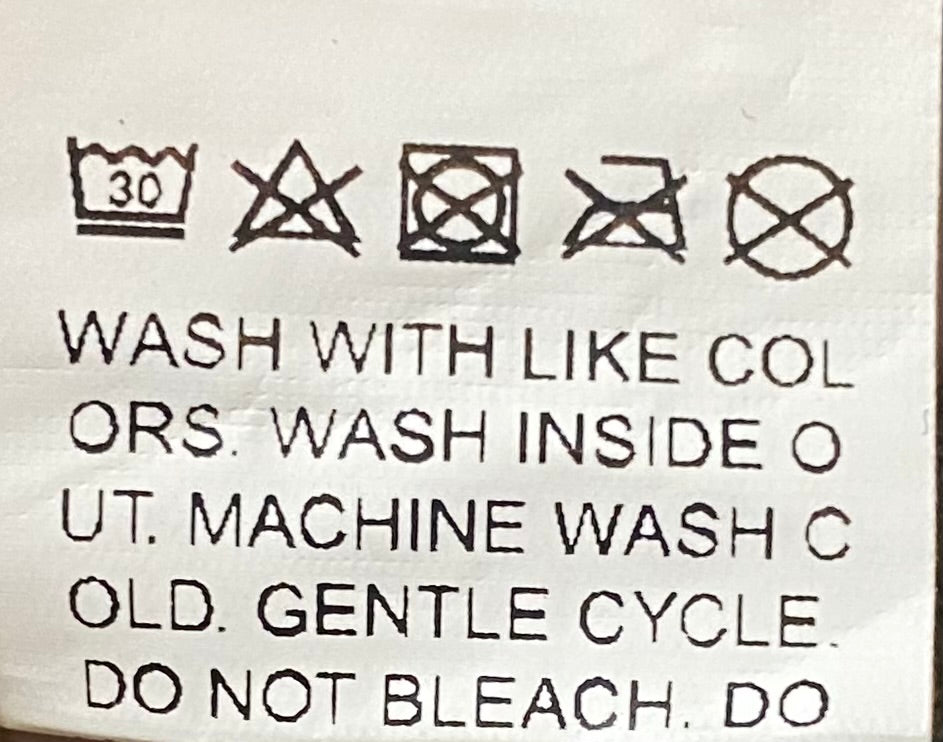 30
WASH WITH LIKE COL
ORS. WASH INSIDE O
UT. MACHINE WASH C
OLD. GENTLE CYCLE.
DO NOT BLEACH. DO